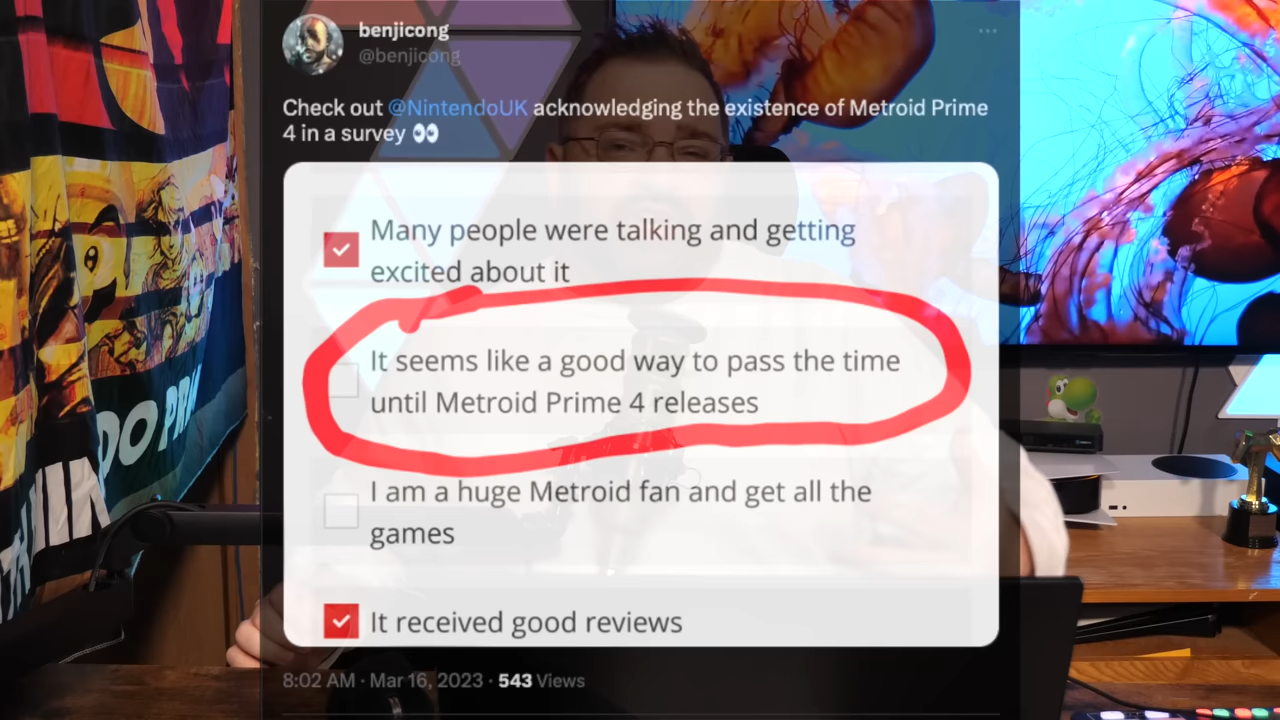 benjicong
@benjicong
Check out @NintendoUK acknowledging the existence of Metroid Prime
4 in a survey 👀
Many people were talking and getting
excited about it
It seems like a good way to pass the time
until Metroid Prime 4 releases
I am a huge Metroid fan and get all the
games
It received good reviews
8:02 AM · Mar 16, 2023 · 543 Views